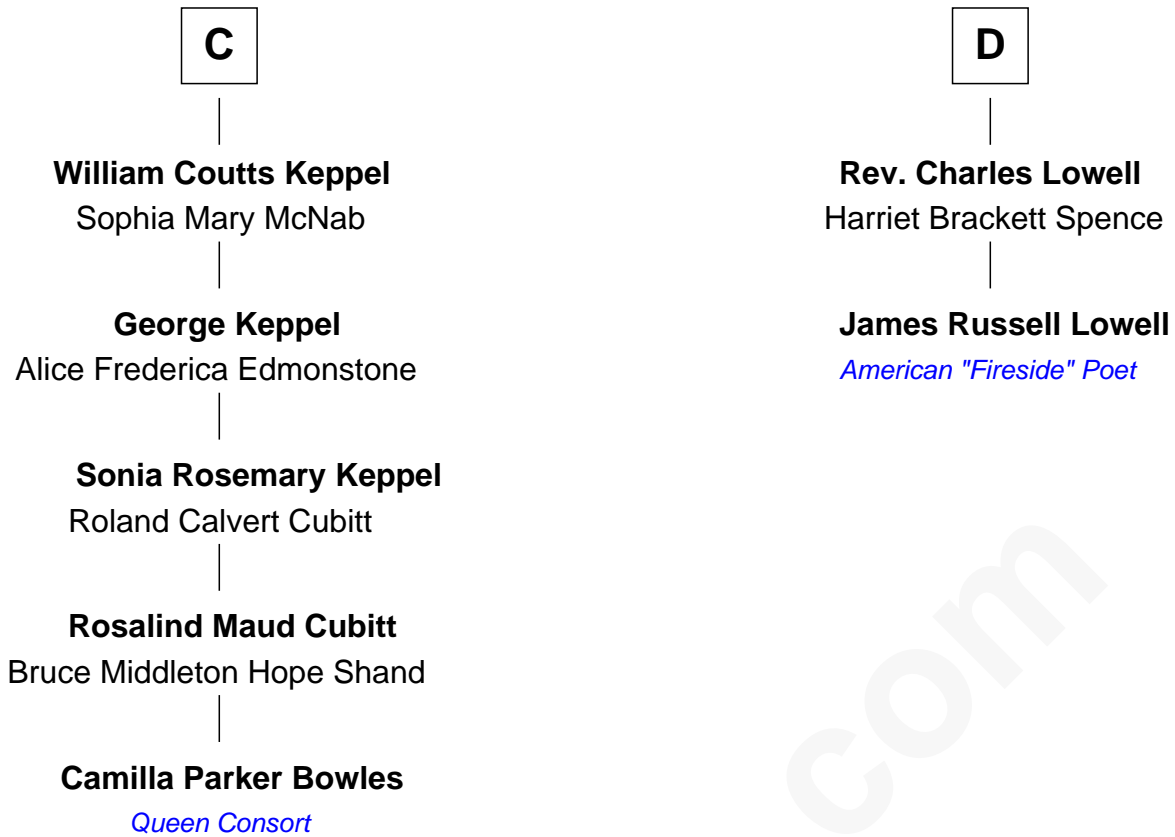 C
William Coutts Keppel
Sophia Mary McNab
George Keppel
Alice Frederica Edmonstone
Sonia Rosemary Keppel
Roland Calvert Cubitt
Rosalind Maud Cubitt
Bruce Middleton Hope Shand
Camilla Parker Bowles
Queen Consort
D
Rev. Charles Lowell
Harriet Brackett Spence
James Russell Lowell
American "Fireside" Poet
com